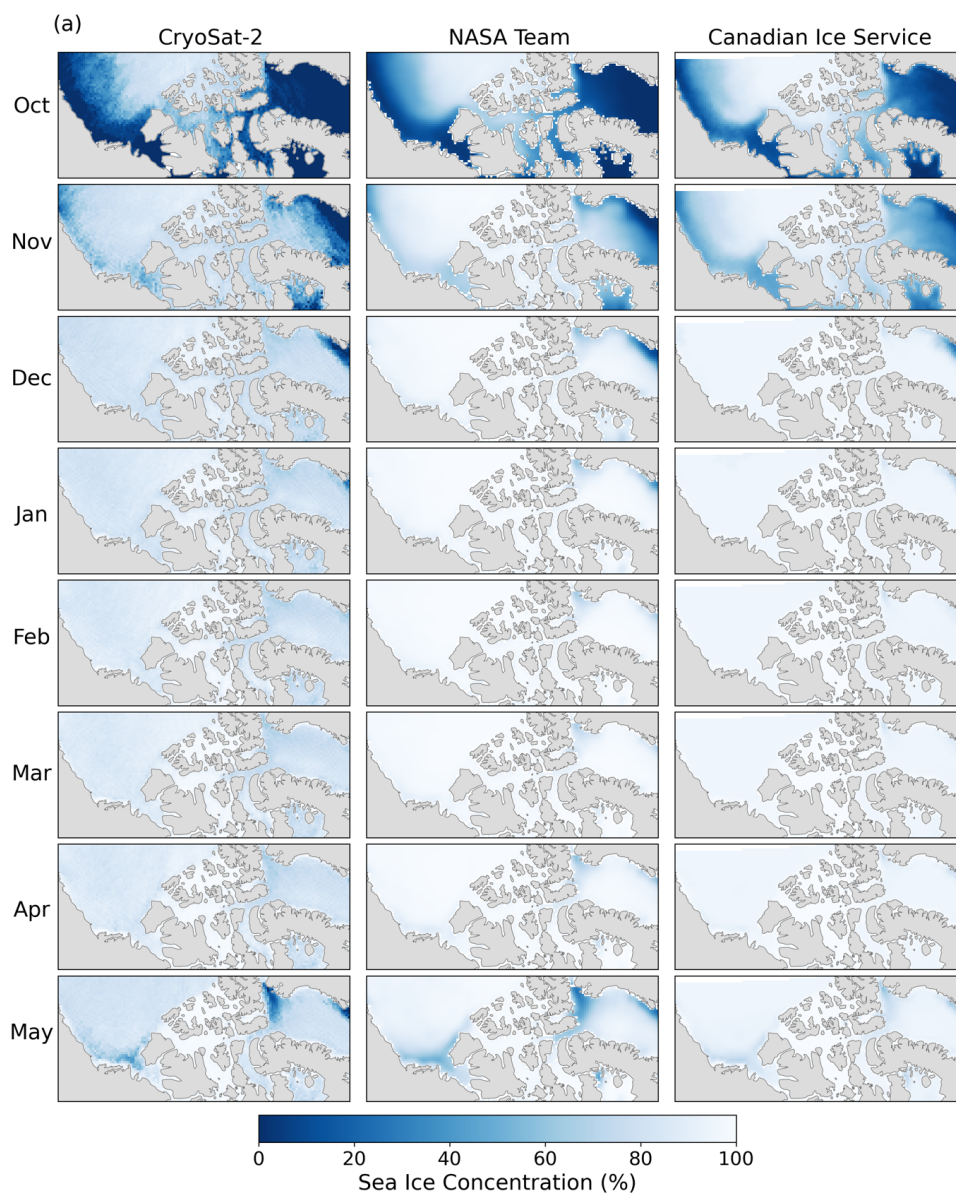 (a)
CryoSat-2 NASA Team Canadian Ice Service
Oct
Nov
Dec
Jan
Feb
Mar
Apr
May
0 20 40 60 80 100
Sea Ice Concentration (%)